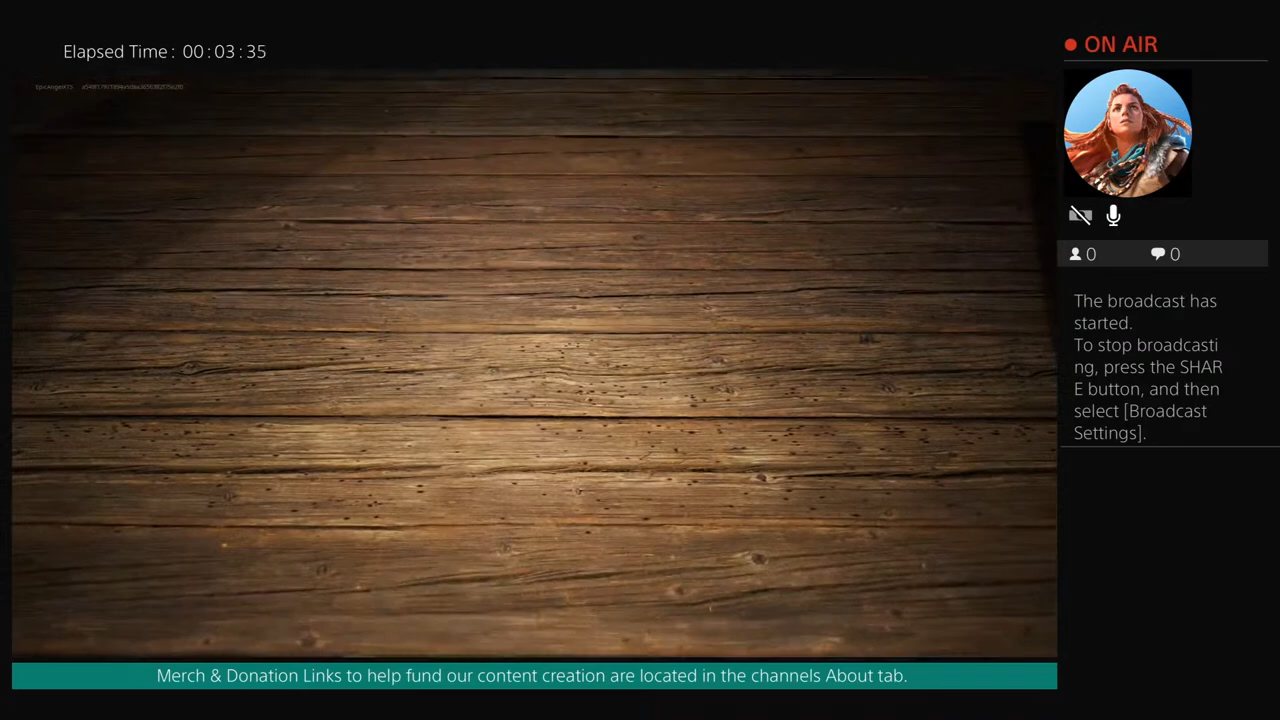 Elapsed Time: 00:03:35
ON AIR
EpicAngelX15
0 0
The broadcast has
started.
To stop broadcasti
ng, press the SHAR
E button, and then
select [Broadcast
Settings].
Merch & Donation Links to help fund our content creation are located in the channels About tab.